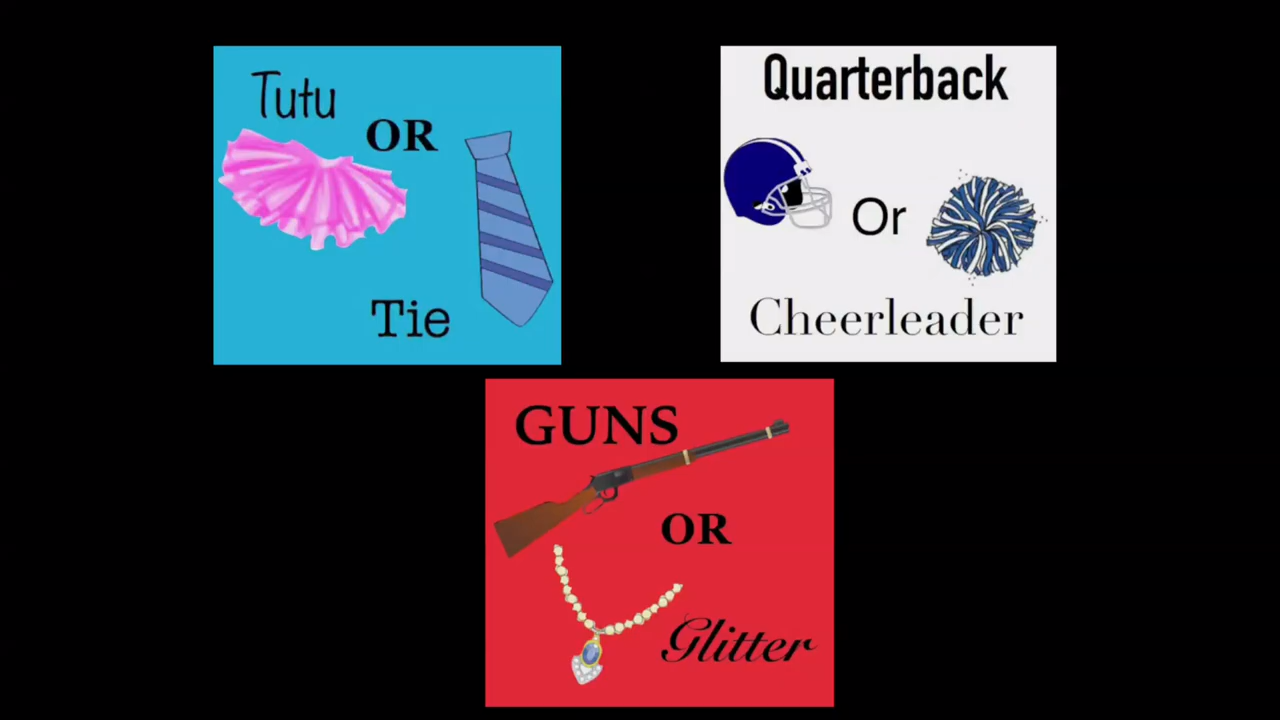 Tutu
OR
Tie
Quarterback
Or
Cheerleader
GUNS
OR
Glitter